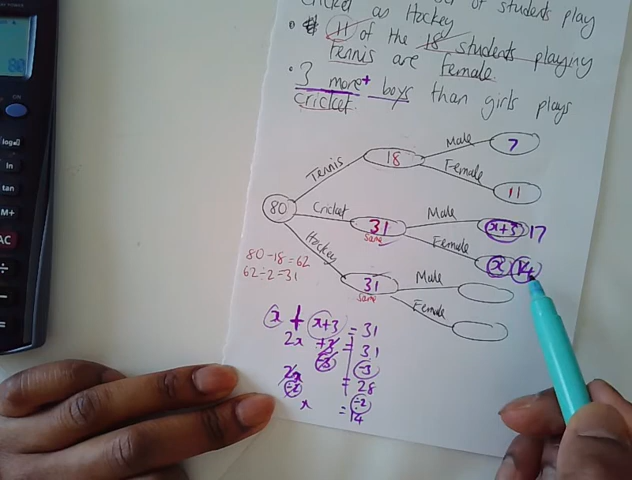 of students play
Cricket as Hockey
11 of the 18 students playing
Tennis are Female.
3 more+ boys than girls plays
cricket.
80
Tennis
18
Male
7
Female
11
Cricket
31
same
Male
x+3 17
Female
x 14
Hockey
31
same
Male
Female
80-18=62
62÷2=31
x + x+3 = 31
2x +3 = 31
-3 -3
2x = 28
÷2 ÷2
x = 14
80
log
ln
tan
M+
AC
÷